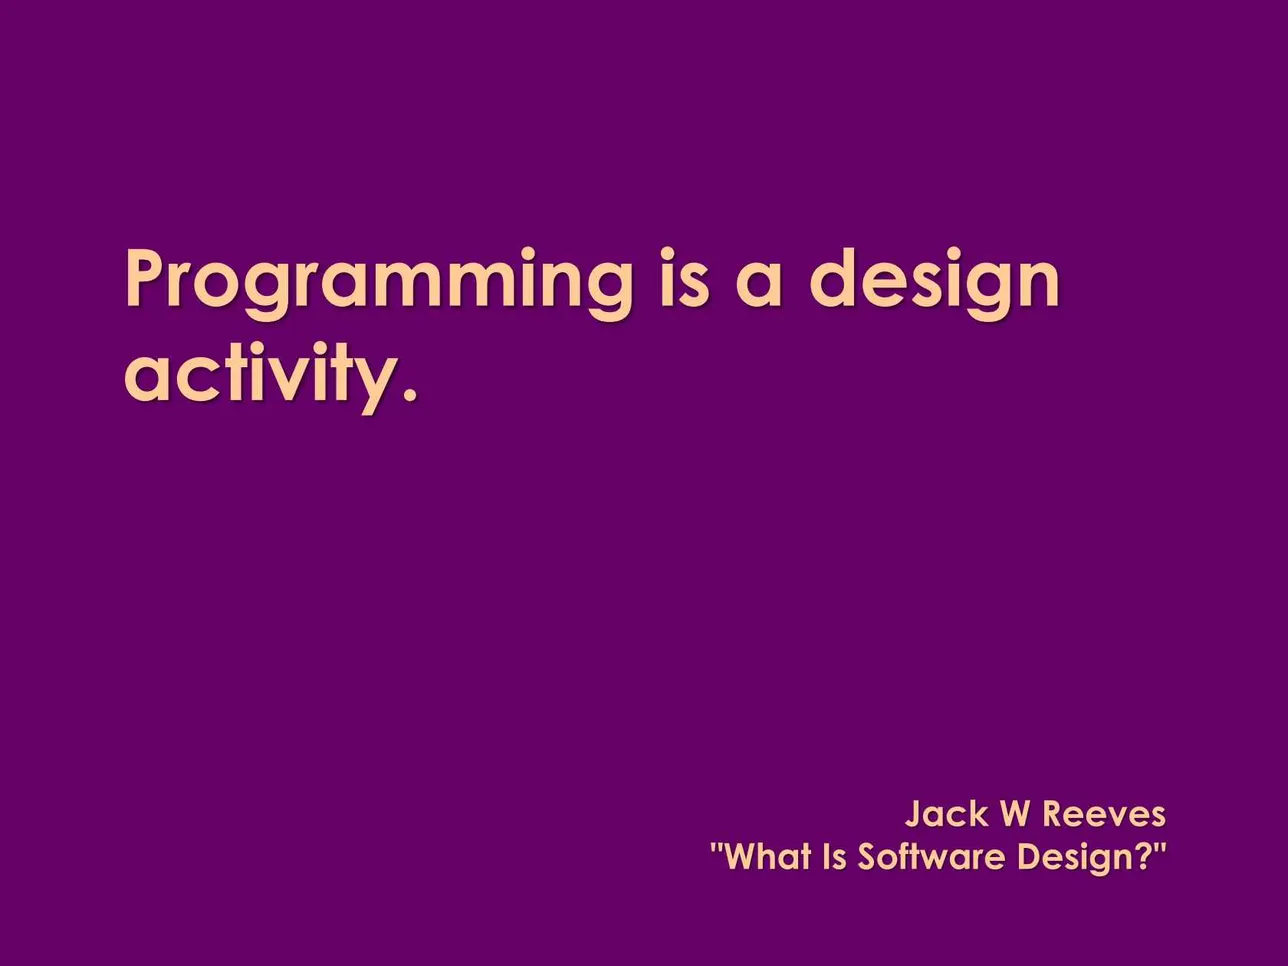 Programming is a design
activity.
Jack W Reeves
"What Is Software Design?"